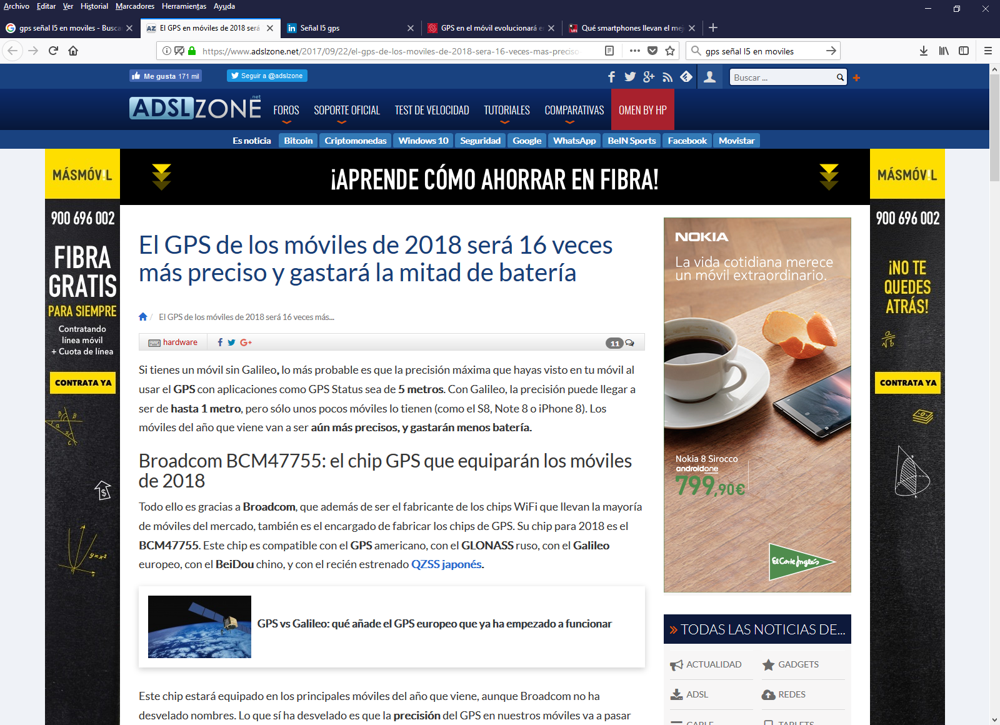 Archivo Editar Ver Historial Marcadores Herramientas Ayuda
gps señal l5 en moviles - Busca
El GPS en móviles de 2018 será
Señal l5 gps
GPS en el móvil evolucionará e
Qué smartphones llevan el me
https://www.adslzone.net/2017/09/22/el-gps-de-los-moviles-de-2018-sera-16-veces-mas-preciso-
gps señal l5 en moviles
Me gusta 171 mil
Seguir a @adslzone
Buscar ...
ADSLZONE .net
FOROS SOPORTE OFICIAL TEST DE VELOCIDAD TUTORIALES COMPARATIVAS OMEN BY HP
Es noticia Bitcoin Criptomonedas Windows 10 Seguridad Google WhatsApp BeIN Sports Facebook Movistar
MÁSMÓVIL
900 696 002
FIBRA
GRATIS
PARA SIEMPRE
Contratando
línea móvil
+ Cuota de línea
CONTRATA YA
β B
a x
C
$
y=x²
¡APRENDE CÓMO AHORRAR EN FIBRA!
El GPS de los móviles de 2018 será 16 veces
más preciso y gastará la mitad de batería
/ El GPS de los móviles de 2018 será 16 veces más...
hardware
11
Si tienes un móvil sin Galileo, lo más probable es que la precisión máxima que hayas visto en tu móvil al
usar el GPS con aplicaciones como GPS Status sea de 5 metros. Con Galileo, la precisión puede llegar a
ser de hasta 1 metro, pero sólo unos pocos móviles lo tienen (como el S8, Note 8 o iPhone 8). Los
móviles del año que viene van a ser aún más precisos, y gastarán menos batería.
Broadcom BCM47755: el chip GPS que equiparán los móviles
de 2018
Todo ello es gracias a Broadcom, que además de ser el fabricante de los chips WiFi que llevan la mayoría
de móviles del mercado, también es el encargado de fabricar los chips de GPS. Su chip para 2018 es el
BCM47755. Este chip es compatible con el GPS americano, con el GLONASS ruso, con el Galileo
europeo, con el BeiDou chino, y con el recién estrenado QZSS japonés.
GPS vs Galileo: qué añade el GPS europeo que ya ha empezado a funcionar
Este chip estará equipado en los principales móviles del año que viene, aunque Broadcom no ha
desvelado nombres. Lo que sí ha desvelado es que la precisión del GPS en nuestros móviles va a pasar
NOKIA
La vida cotidiana merece
un móvil extraordinario.
Nokia 8 Sirocco
androidone
799,90€
El Corte Inglés
TODAS LAS NOTICIAS DE...
ACTUALIDAD GADGETS
ADSL REDES
CABLE TABLETS
MÁSMÓVIL
900 696 002
¡NO TE
QUEDES
ATRÁS!
a
√b
CONTRATA YA